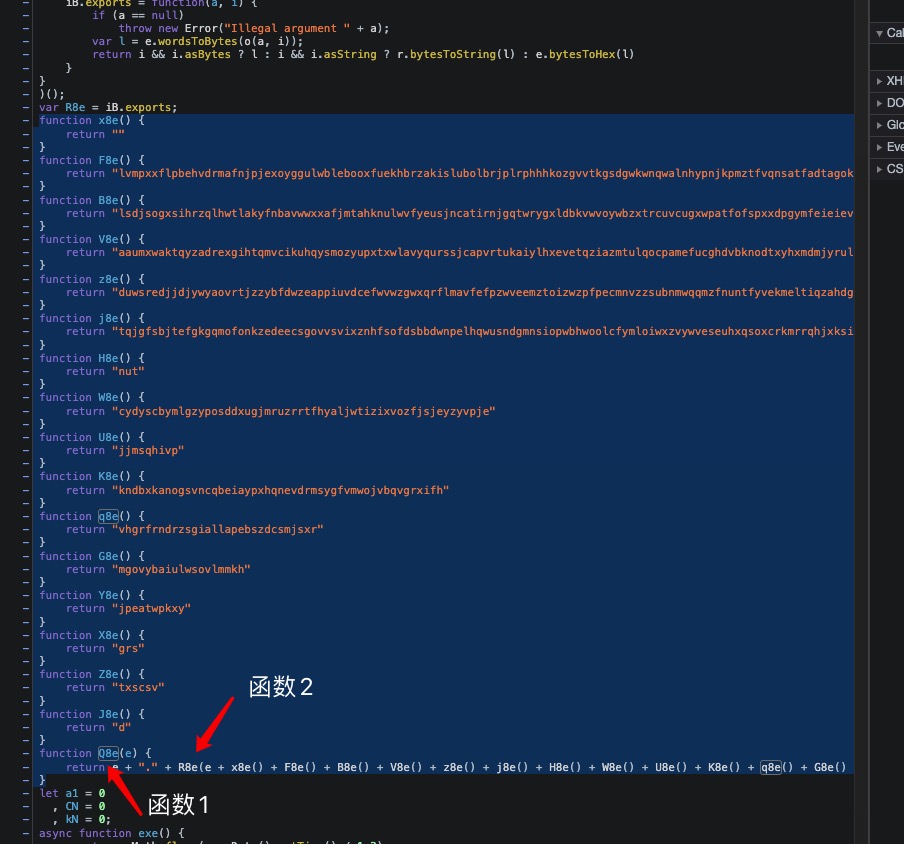 iB.exports = function(a, i) {
if (a == null)
throw new Error("Illegal argument " + a);
var l = e.wordsToBytes(o(a, i));
return i && i.asBytes ? l : i && i.asString ? r.bytesToString(l) : e.bytesToHex(l)
}
}
)();
var R8e = iB.exports;
function x8e() {
return ""
}
function F8e() {
return "lvmpxxflpbehvdrmafnjpjexoyggulwblebooxfuekhbrzakislubolbrjplrphhhkozgvvtkgsdgwkwnqwalnhypnjkpmztfvqnsatfadtagok
}
function B8e() {
return "lsdjsogxsihrzqlhwtlakyfnbavwwxxafjmtahknulwvfyeusjncatirnjgqtwrygxldbkvwvoywbzxtrcuvcugxwpatfofspxxdpgymfeieiev
}
function V8e() {
return "aaumxwaktqyzadrexgihtqmvcikuhqysmozyupxtxwlavyqurssjcapvrtukaiylhxevetqziazmtulqocpamefucghdvbknodtxyhxmdmjyrul
}
function z8e() {
return "duwsredjjdjywyaovrtjzzybfdwzeappiuvdcefwvwzgwxqrflmavfefpzwveemztoizwzpfpecmnvzzsubnmwqqmzfnuntfyvekmeltiqzahdg
}
function j8e() {
return "tqjgfsbjtefgkgqmofonkzedeecsgovvsvixznhfsofdsbbdwnpelhqwusndgmnsiopwbhwoolcfymloiwxzvywveseuhxqsoxcrkmrrqhjxksi
}
function H8e() {
return "nut"
}
function W8e() {
return "cydyscbymlgzyposddxugjmruzrrtfhyaljwtizixvozfjsjeyzyvpje"
}
function U8e() {
return "jjmsqhivp"
}
function K8e() {
return "kndbxkanogsvncqbeiaypxhqnevdrmsygfvmwojvbqvgrxifh"
}
function q8e() {
return "vhgrfrndrzsgiallapebszdcsmjsxr"
}
function G8e() {
return "mgovybaiulwsovlmmkh"
}
function Y8e() {
return "jpeatwpkxy"
}
function X8e() {
return "grs"
}
function Z8e() {
return "txscsv"
}
function J8e() {
return "d"
}
函数2
function Q8e(e) {
return e + "." + R8e(e + x8e() + F8e() + B8e() + V8e() + z8e() + j8e() + H8e() + W8e() + U8e() + K8e() + q8e() + G8e()
}
函数1
let a1 = 0
, CN = 0
, kN = 0;
async function exe() {
Cal
XH
DO
Glo
Eve
CS